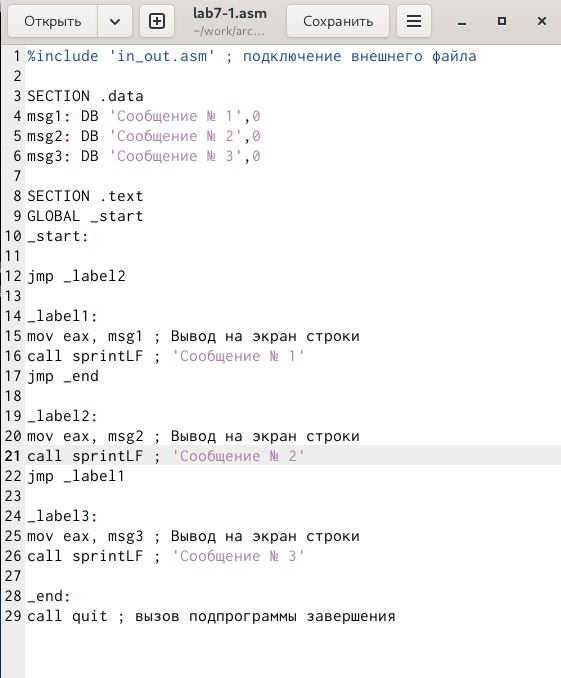 Открыть
lab7-1.asm
~/work/arc...
Сохранить
1 %include 'in_out.asm' ; подключение внешнего файла
2
3 SECTION .data
4 msg1: DB 'Сообщение № 1',0
5 msg2: DB 'Сообщение № 2',0
6 msg3: DB 'Сообщение № 3',0
7
8 SECTION .text
9 GLOBAL _start
10 _start:
11
12 jmp _label2
13
14 _label1:
15 mov eax, msg1 ; Вывод на экран строки
16 call sprintLF ; 'Сообщение № 1'
17 jmp _end
18
19 _label2:
20 mov eax, msg2 ; Вывод на экран строки
21 call sprintLF ; 'Сообщение № 2'
22 jmp _label1
23
24 _label3:
25 mov eax, msg3 ; Вывод на экран строки
26 call sprintLF ; 'Сообщение № 3'
27
28 _end:
29 call quit ; вызов подпрограммы завершения